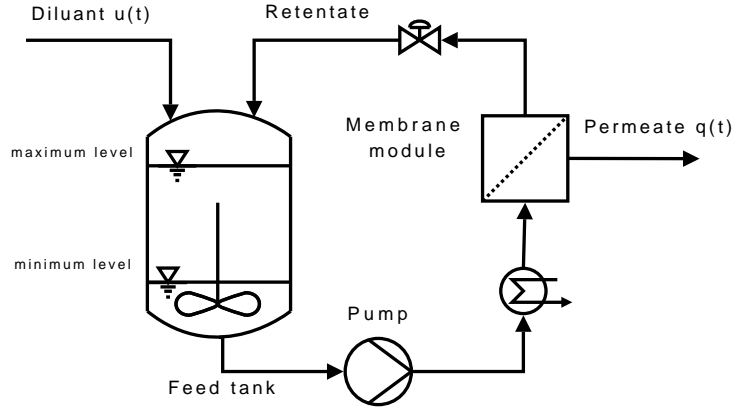 Diluant u(t)
Retentate
Membrane
module
Permeate q(t)
maximum level
minimum level
Pump
Feed tank